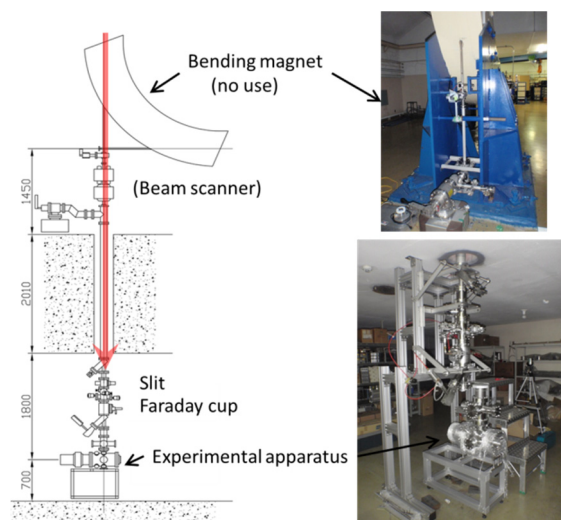 Bending magnet
(no use)
(Beam scanner)
1450
2010
Slit
Faraday cup
1800
Experimental apparatus
700